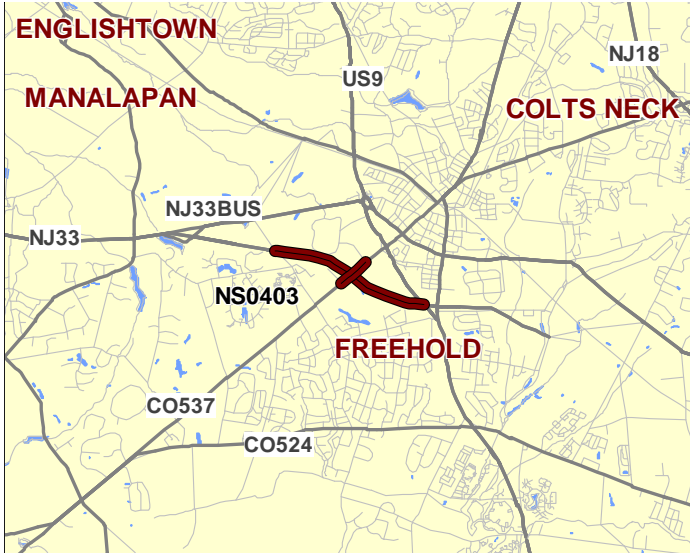 ENGLISHTOWN
NJ18
US9
MANALAPAN
COLTS NECK
NJ33BUS
NJ33
NS0403
FREEHOLD
CO537
CO524